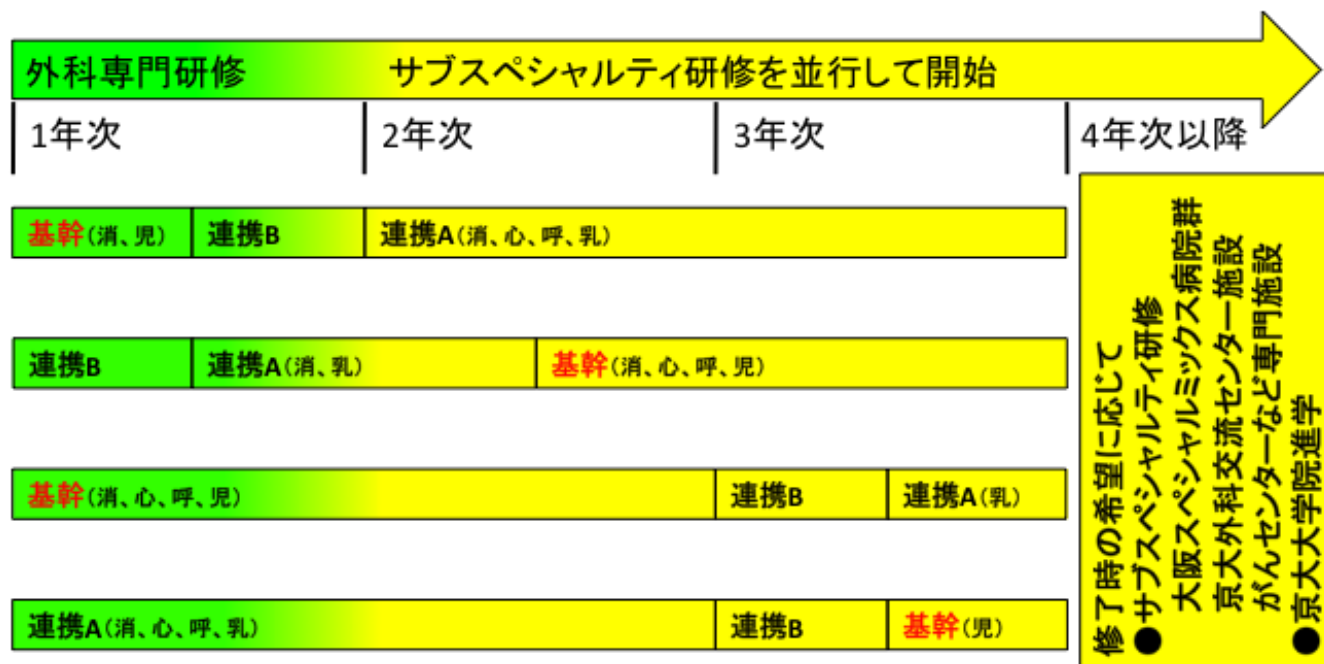 外科専門研修 サブスペシャルティ研修を並行して開始
1年次 2年次 3年次 4年次以降
基幹(消、児) 連携B 連携A(消、心、呼、乳)
連携B 連携A(消、乳) 基幹(消、心、呼、児)
基幹(消、心、呼、児) 連携B 連携A(乳)
連携A(消、心、呼、乳) 連携B 基幹(児)
修了時の希望に応じて
●サブスペシャルティ研修
大阪スペシャルミックス病院群
京大外科交流センター施設
がんセンターなど専門施設
●京大大学院進学